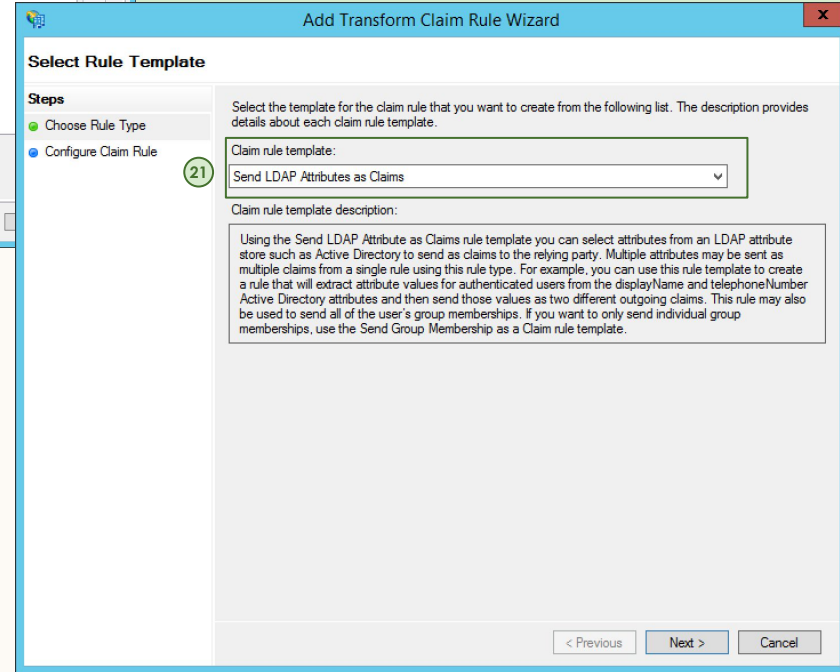 Add Transform Claim Rule Wizard
x
Select Rule Template
Steps
Choose Rule Type
Configure Claim Rule
Select the template for the claim rule that you want to create from the following list. The description provides
details about each claim rule template.
Claim rule template:
21
Send LDAP Attributes as Claims
Claim rule template description:
Using the Send LDAP Attribute as Claims rule template you can select attributes from an LDAP attribute
store such as Active Directory to send as claims to the relying party. Multiple attributes may be sent as
multiple claims from a single rule using this rule type. For example, you can use this rule template to create
a rule that will extract attribute values for authenticated users from the displayName and telephoneNumber
Active Directory attributes and then send those values as two different outgoing claims. This rule may also
be used to send all of the user's group memberships. If you want to only send individual group
memberships, use the Send Group Membership as a Claim rule template.
< Previous
Next >
Cancel